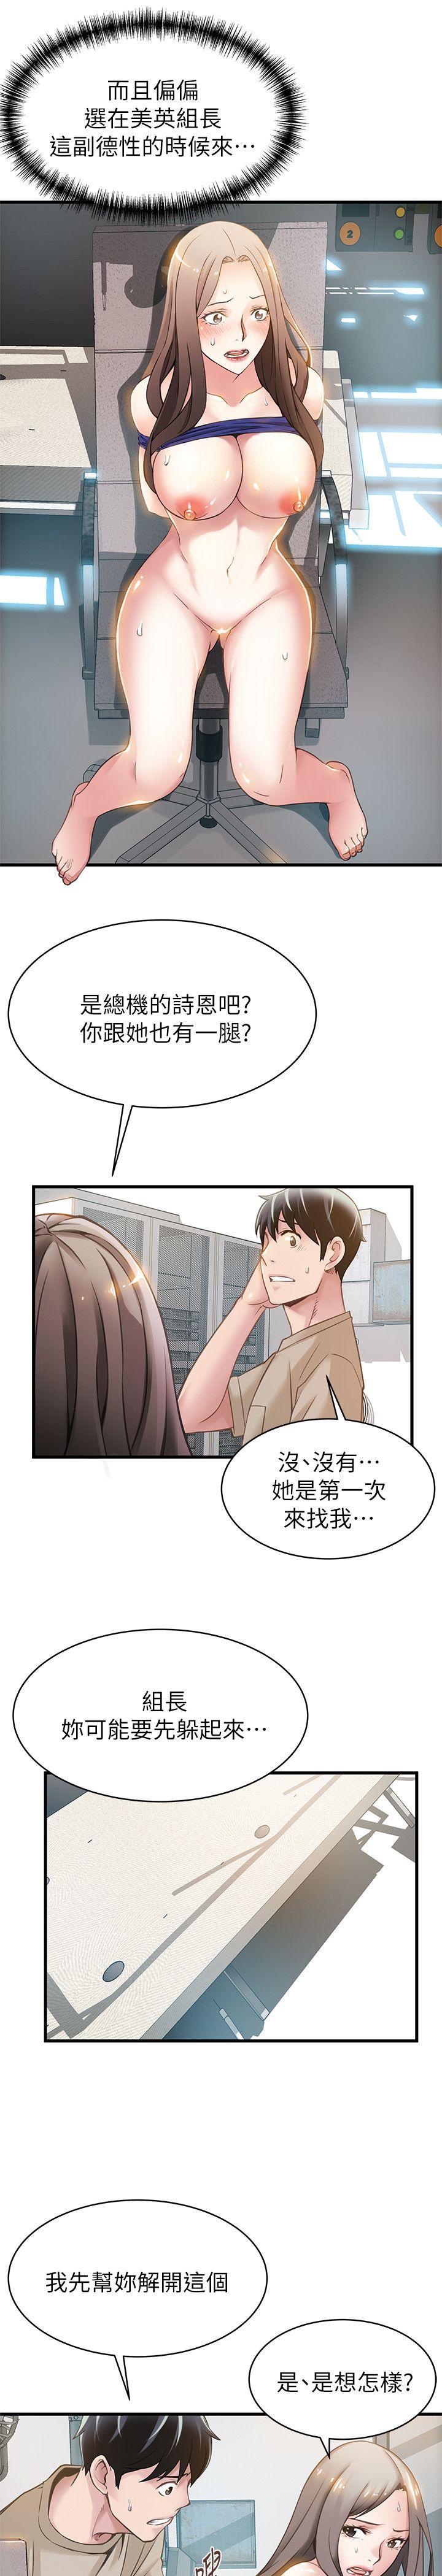 而且偏偏
選在美英組長
這副德性的時候來⋯
2
是總機的詩恩吧?
你跟她也有一腿?
沒、沒有⋯
她是第一次
來找我⋯
組長
妳可能要先躲起來⋯
我先幫妳解開這個
是、是想怎樣?